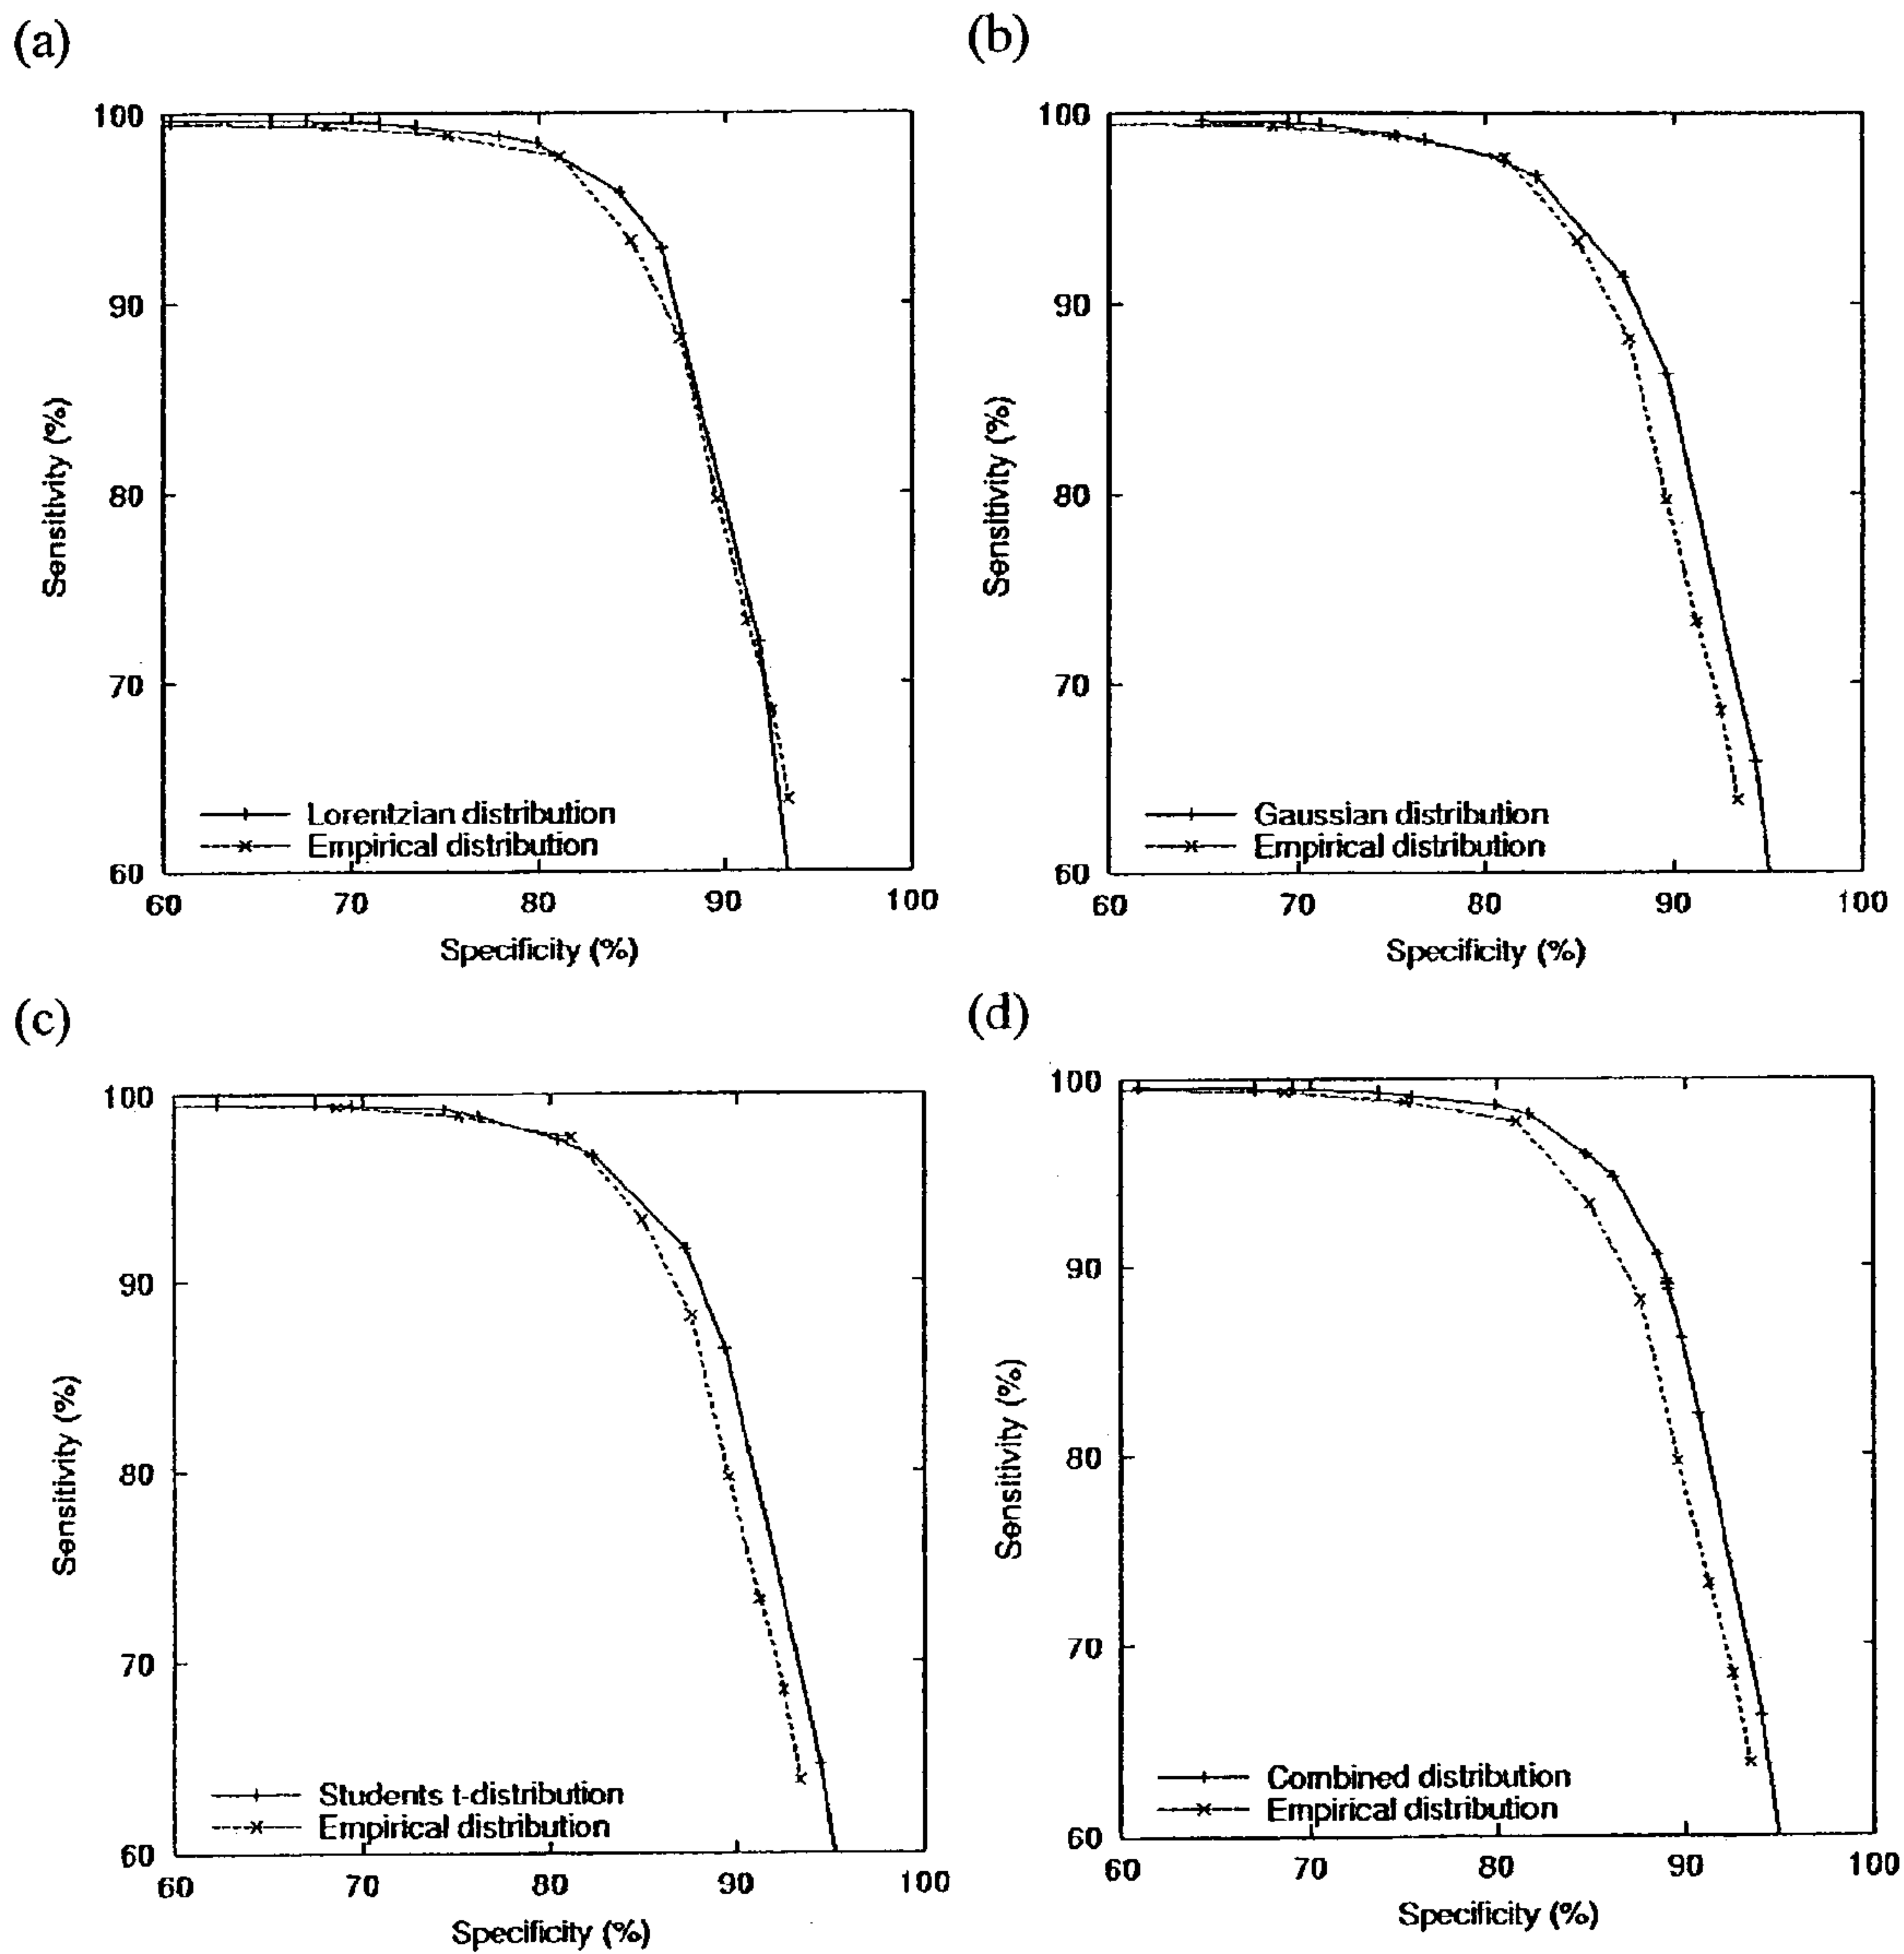 (a)
100
90
80
70
60
Sensitivity (%)
Lorentzian distribution
Empirical distribution
60 70 80 90 100
Specificity (%)
(b)
100
90
80
70
60
Sensitivity (%)
Gaussian distribution
Empirical distribution
60 70 80 90 100
Specificity (%)
(c)
100
90
80
70
60
Sensitivity (%)
Students t-distribution
Empirical distribution
60 70 80 90 100
Specificity (%)
(d)
100
90
80
70
60
Sensitivity (%)
Combined distribution
Empirical distribution
60 70 80 90 100
Specificity (%)